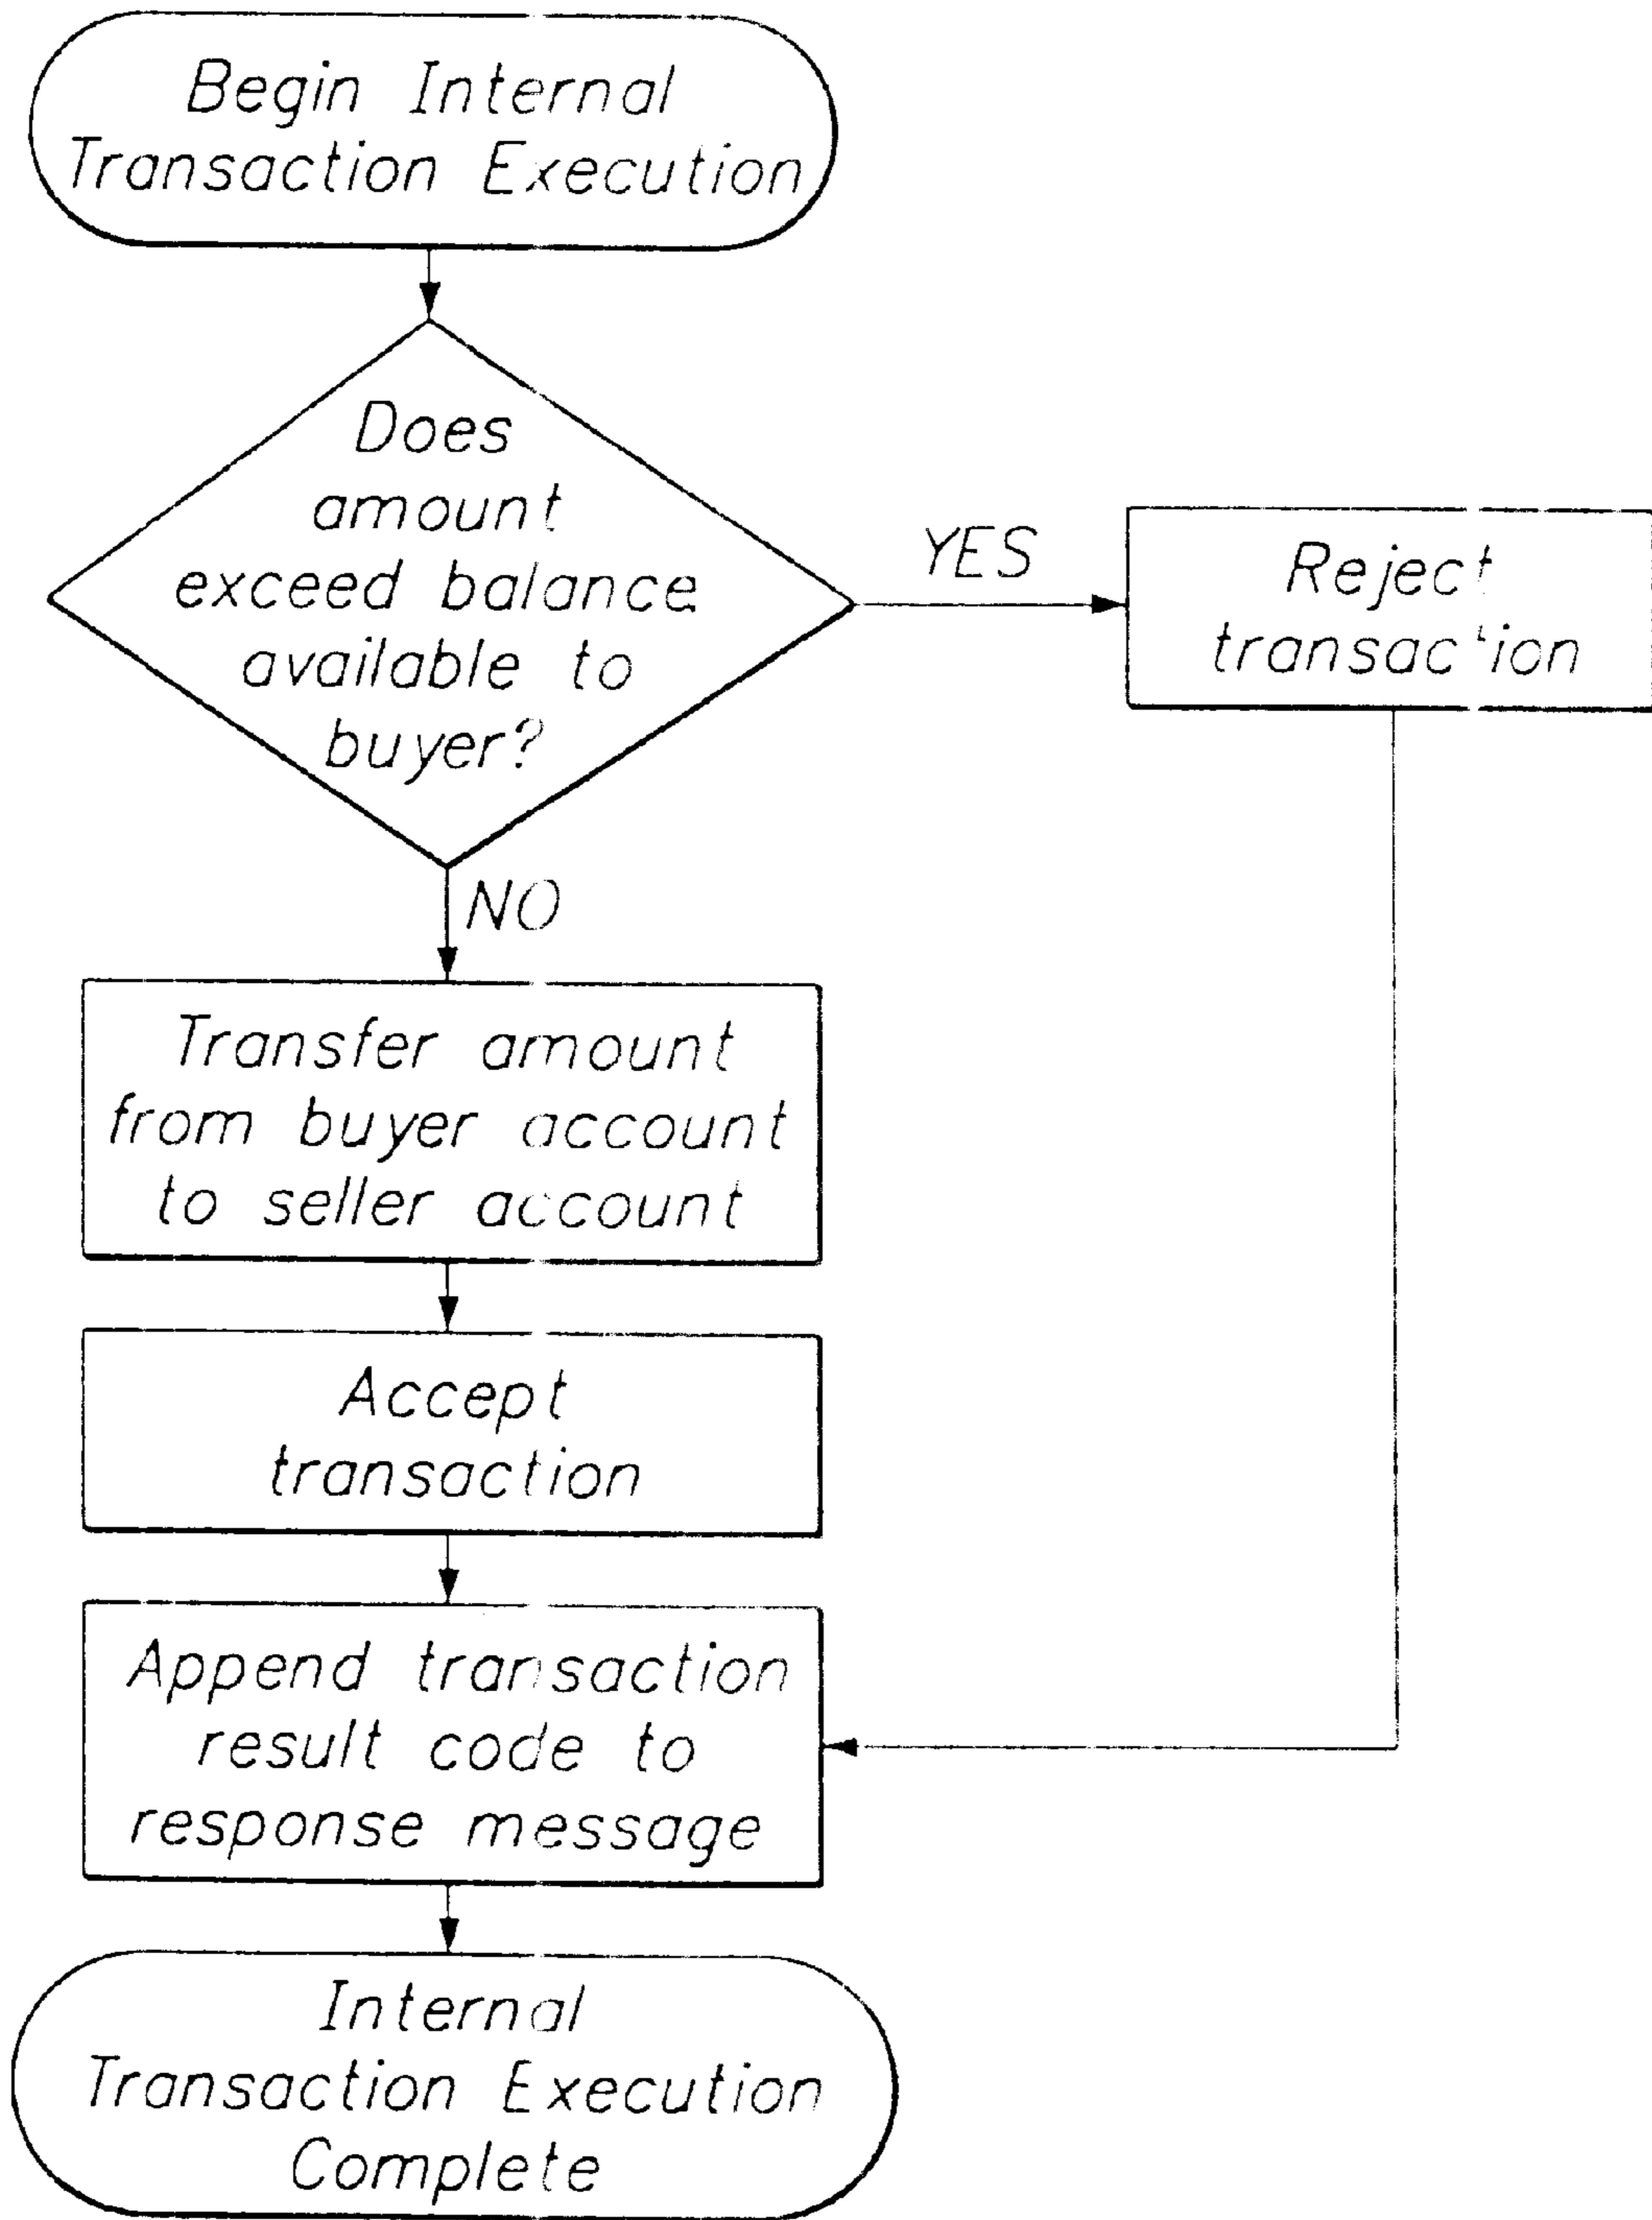 Begin Internal
Transaction Execution
Does
amount
exceed balance
available to
buyer?
YES
Reject
transaction
NO
Transfer amount
from buyer account
to seller account
Accept
transaction
Append transaction
result code to
response message
Internal
Transaction Execution
Complete